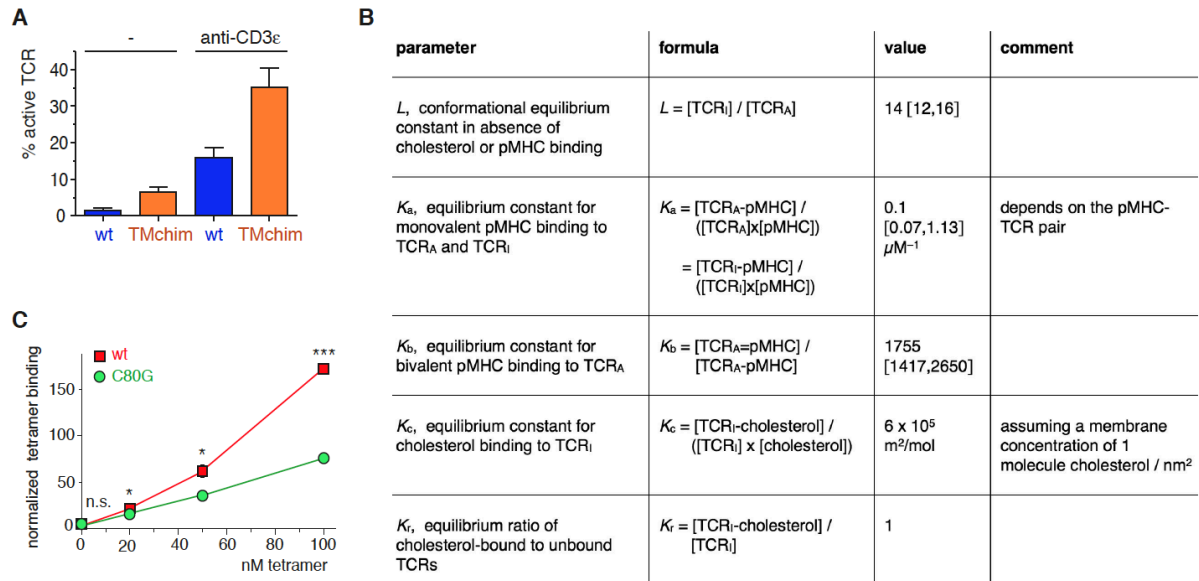 A
- anti-CD3ε
% active TCR
40
30
20
10
0
wt TMchim wt TMchim
B
parameter formula value comment
L, conformational equilibrium
constant in absence of
cholesterol or pMHC binding
L = [TCRI] / [TCRA]
14 [12,16]
Ka, equilibrium constant for
monovalent pMHC binding to
TCRA and TCRI
Ka = [TCRA-pMHC] /
([TCRA]x[pMHC])
= [TCRI-pMHC] /
([TCRI]x[pMHC])
0.1
[0.07,1.13]
µM−1
depends on the pMHC-
TCR pair
Kb, equilibrium constant for
bivalent pMHC binding to TCRA
Kb = [TCRA=pMHC] /
[TCRA-pMHC]
1755
[1417,2650]
Kc, equilibrium constant for
cholesterol binding to TCRI
Kc = [TCRI-cholesterol] /
([TCRI] x [cholesterol])
6 x 10⁵
m²/mol
assuming a membrane
concentration of 1
molecule cholesterol / nm²
Kr, equilibrium ratio of
cholesterol-bound to unbound
TCRs
Kr = [TCRI-cholesterol] /
[TCRI]
1
C
wt
C80G
normalized tetramer binding
150
100
50
0
n.s.
*
*
***
0 20 40 60 80 100
nM tetramer